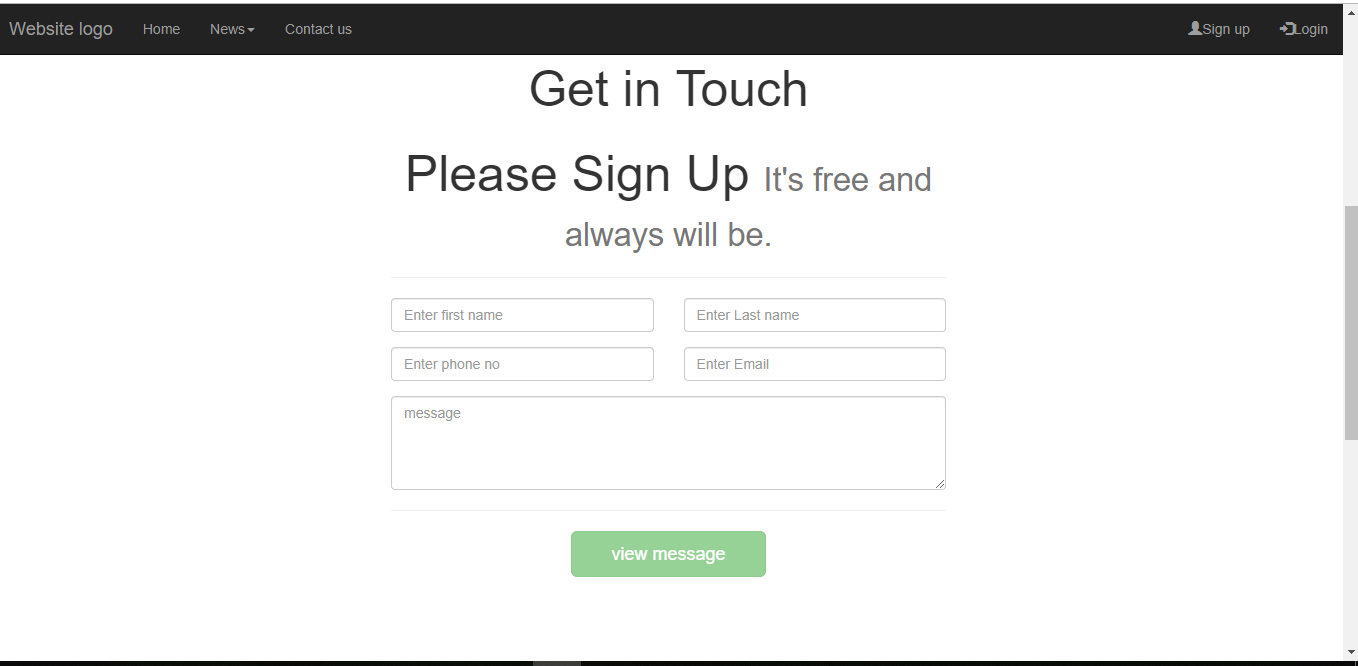 Website logo Home News Contact us Sign up Login
Get in Touch
Please Sign Up It's free and
always will be.
Enter first name Enter Last name
Enter phone no Enter Email
message
view message